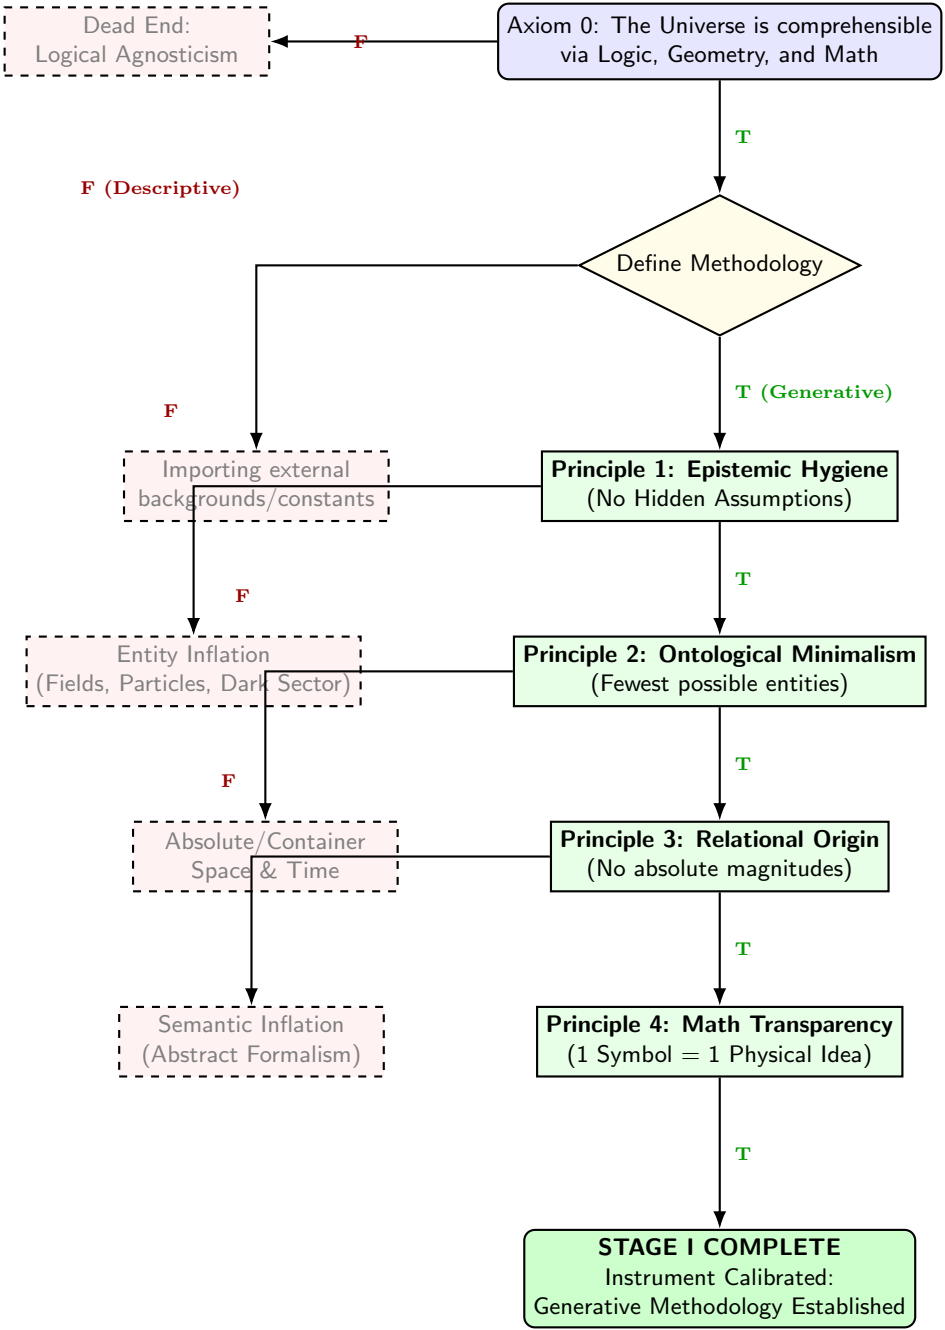 Dead End:
Logical Agnosticism
F
Axiom 0: The Universe is comprehensible
via Logic, Geometry, and Math
T
F (Descriptive)
Define Methodology
T (Generative)
F
Importing external
backgrounds/constants
Principle 1: Epistemic Hygiene
(No Hidden Assumptions)
T
F
Entity Inflation
(Fields, Particles, Dark Sector)
Principle 2: Ontological Minimalism
(Fewest possible entities)
T
F
Absolute/Container
Space & Time
Principle 3: Relational Origin
(No absolute magnitudes)
T
Semantic Inflation
(Abstract Formalism)
Principle 4: Math Transparency
(1 Symbol = 1 Physical Idea)
T
STAGE I COMPLETE
Instrument Calibrated:
Generative Methodology Established